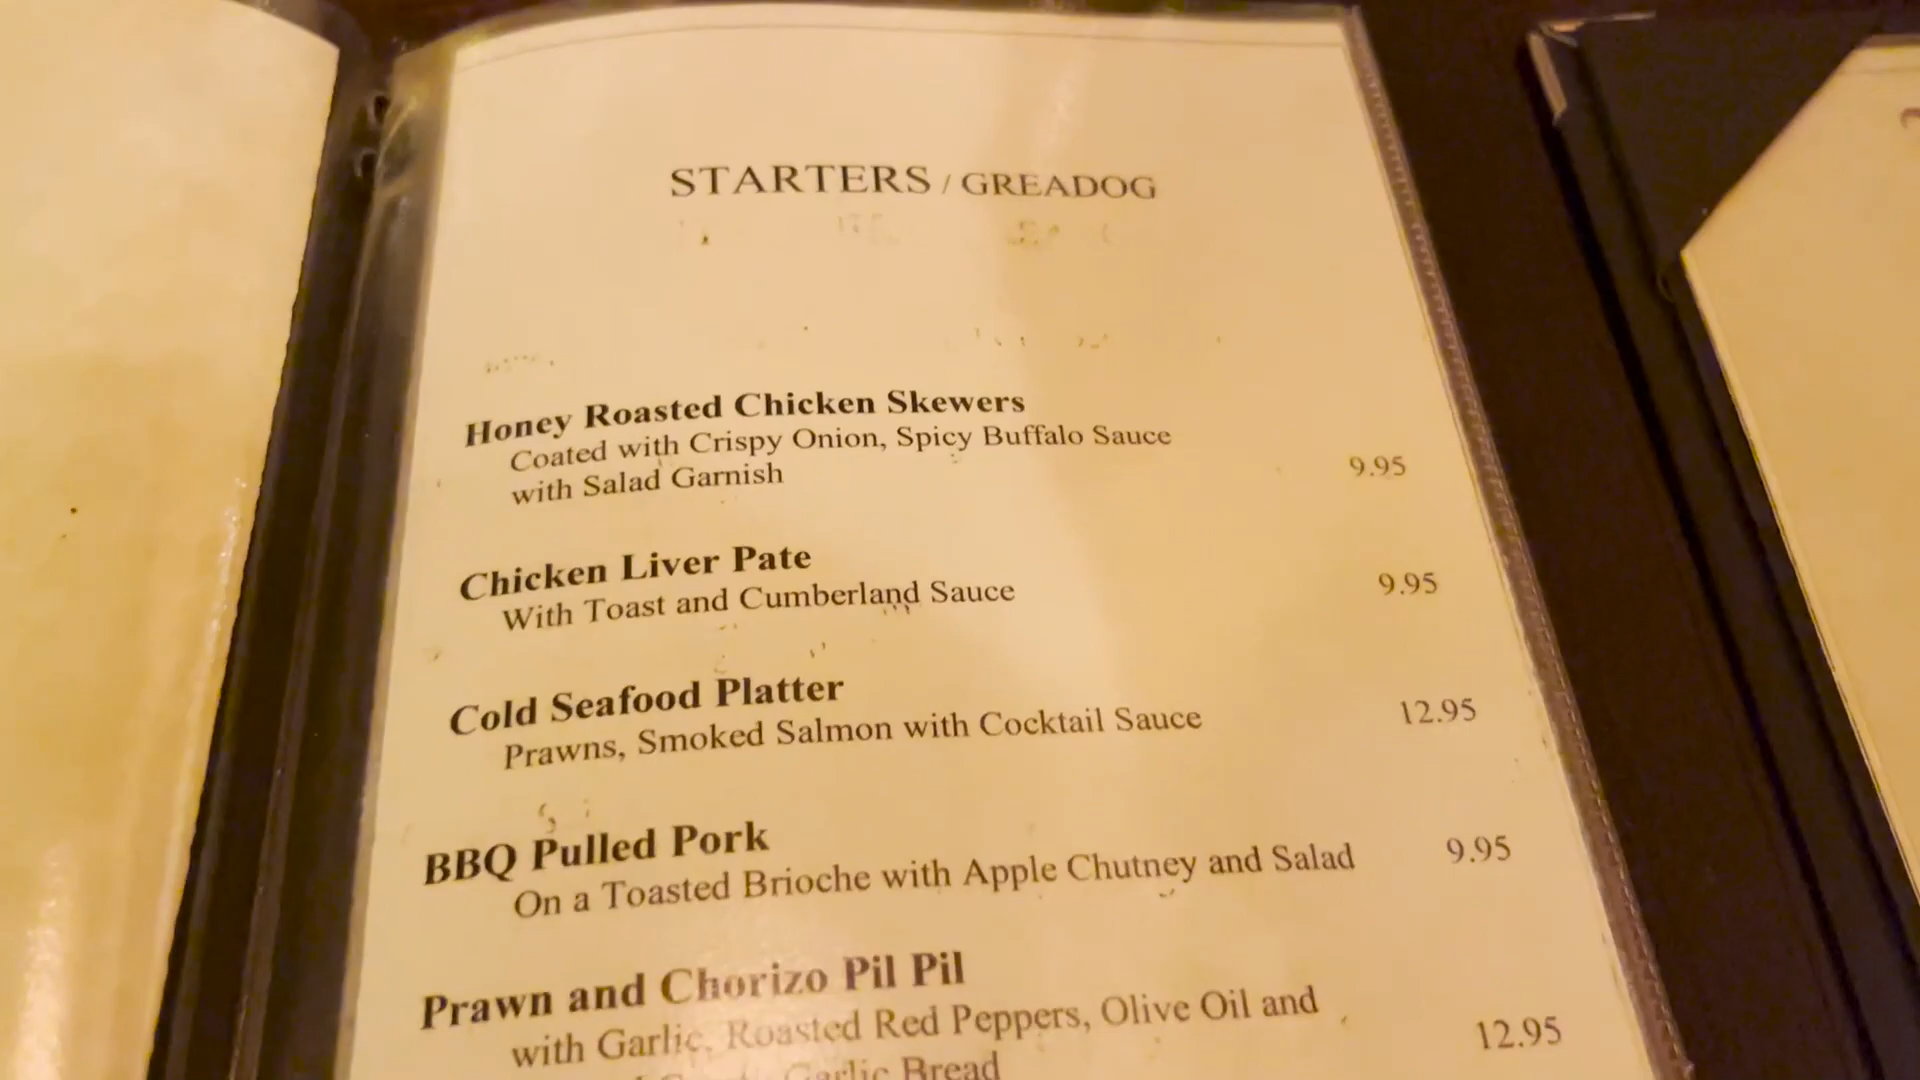 STARTERS / GREADOG
Honey Roasted Chicken Skewers
Coated with Crispy Onion, Spicy Buffalo Sauce
with Salad Garnish 9.95
Chicken Liver Pate
With Toast and Cumberland Sauce 9.95
Cold Seafood Platter
Prawns, Smoked Salmon with Cocktail Sauce 12.95
BBQ Pulled Pork
On a Toasted Brioche with Apple Chutney and Salad 9.95
Prawn and Chorizo Pil Pil
with Garlic, Roasted Red Peppers, Olive Oil and 12.95
Garlic Bread